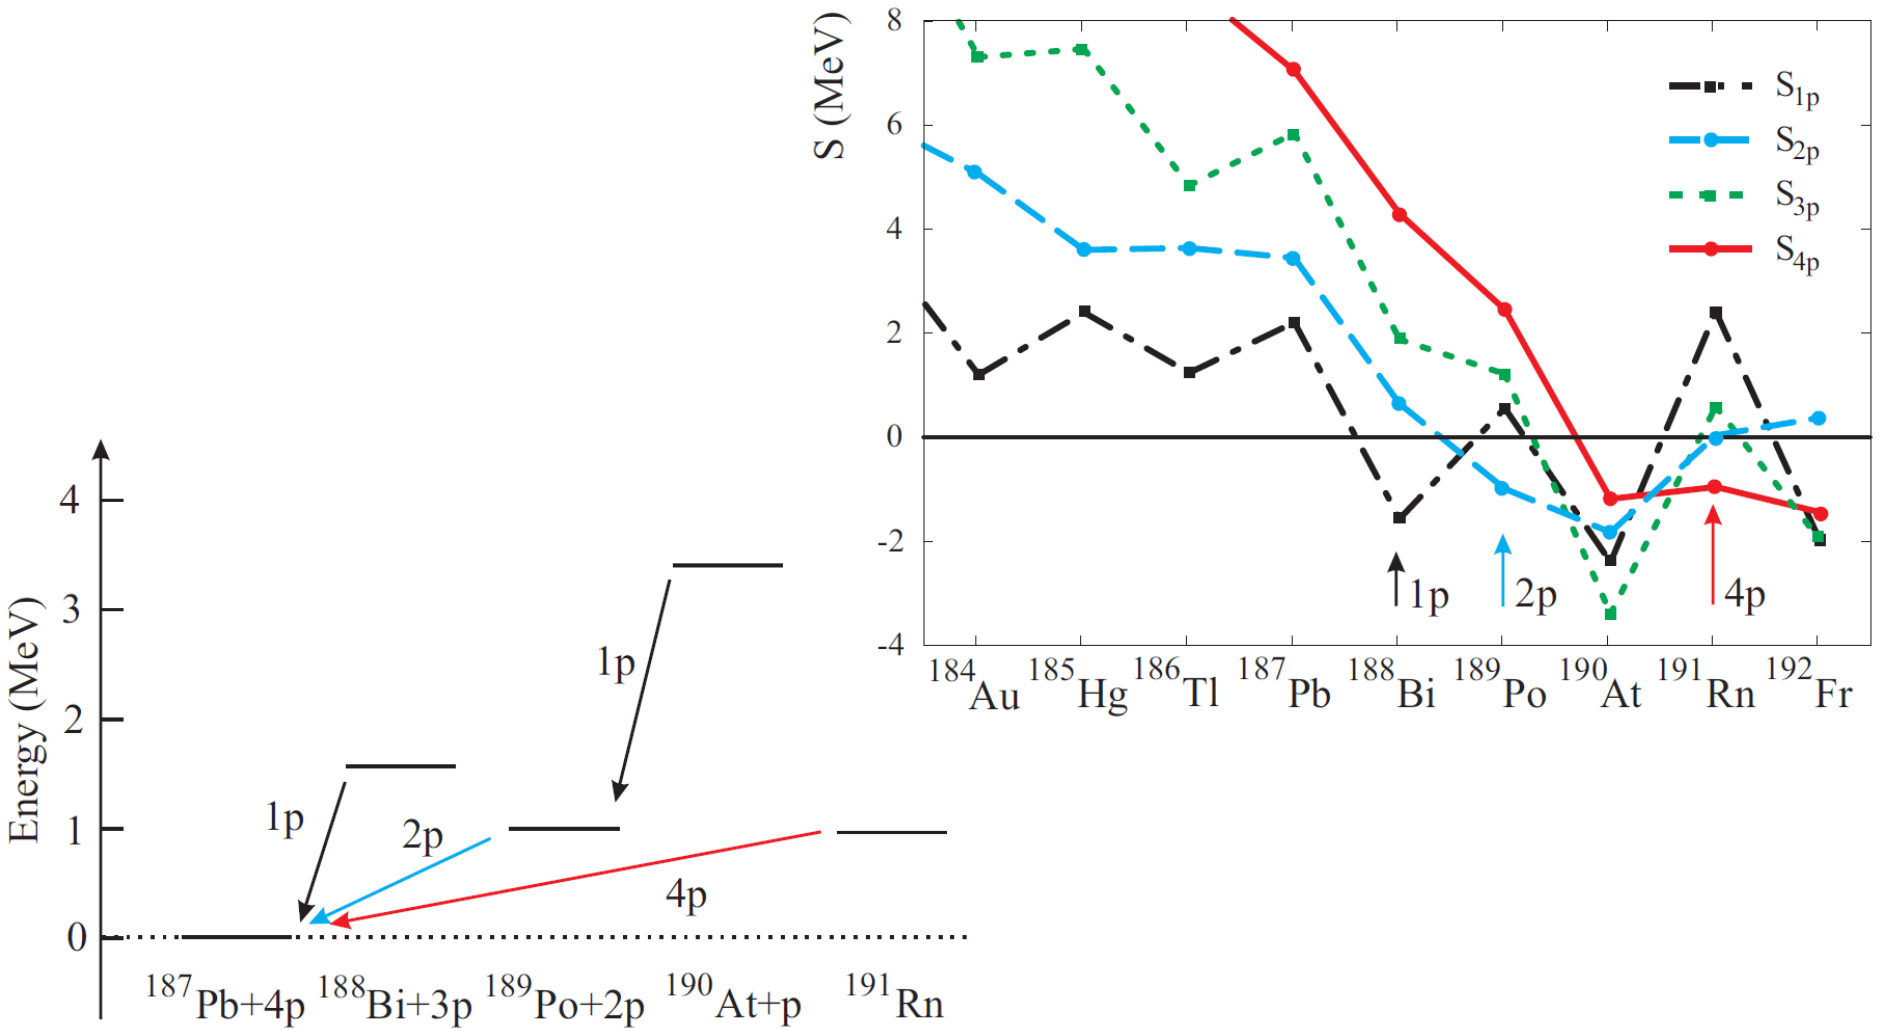 S (MeV)
8
6
4
2
0
-2
-4
S1p
S2p
S3p
S4p
1p
2p
4p
184Au 185Hg 186Tl 187Pb 188Bi 189Po 190At 191Rn 192Fr
Energy (MeV)
4
3
2
1
0
1p
1p
2p
4p
187Pb+4p 188Bi+3p 189Po+2p 190At+p 191Rn